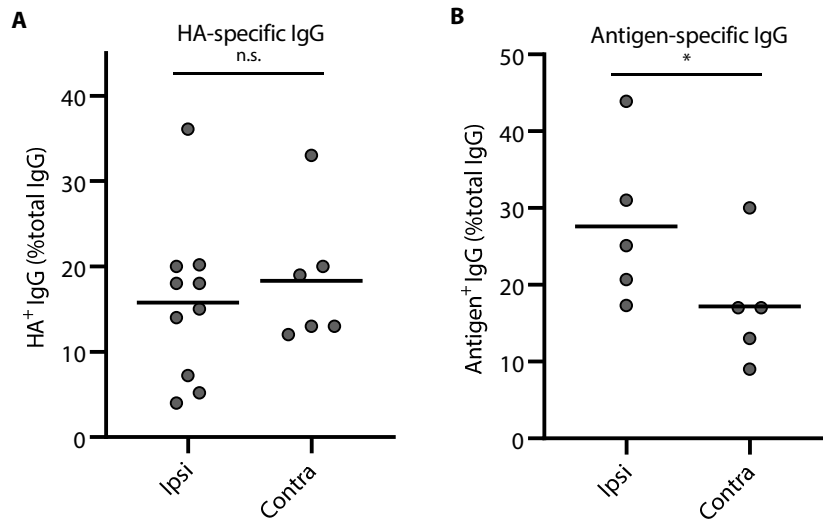 A
HA-specific IgG
n.s.
HA+ IgG (%total IgG)
40
30
20
10
0
Ipsi
Contra
B
Antigen-specific IgG
*
Antigen+ IgG (%total IgG)
50
40
30
20
10
0
Ipsi
Contra